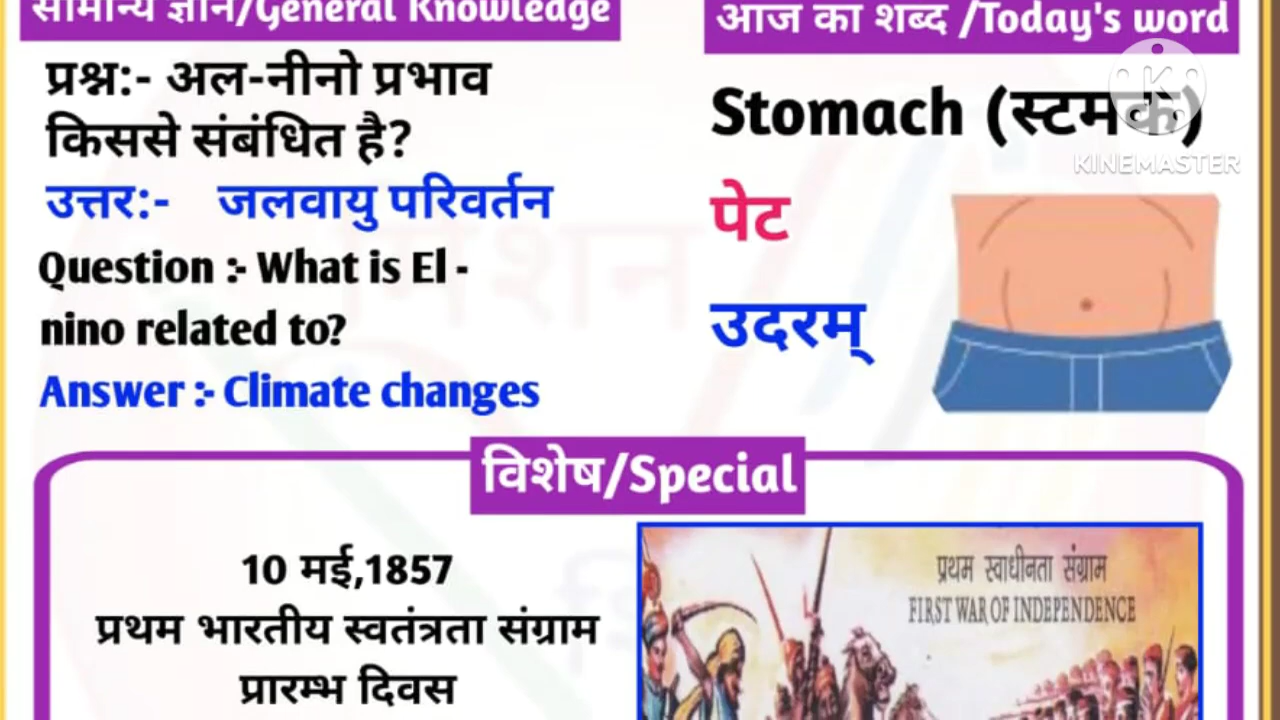 सामान्य ज्ञान/General Knowledge
प्रश्न:- अल-नीनो प्रभाव
किससे संबंधित है?
उत्तर:- जलवायु परिवर्तन
Question :- What is El -
nino related to?
Answer :- Climate changes
आज का शब्द /Today's word
Stomach (स्टमक)
KINEMASTER
पेट
उदरम्
विशेष/Special
10 मई,1857
प्रथम भारतीय स्वतंत्रता संग्राम
प्रारम्भ दिवस
प्रथम स्वाधीनता संग्राम
FIRST WAR OF INDEPENDENCE